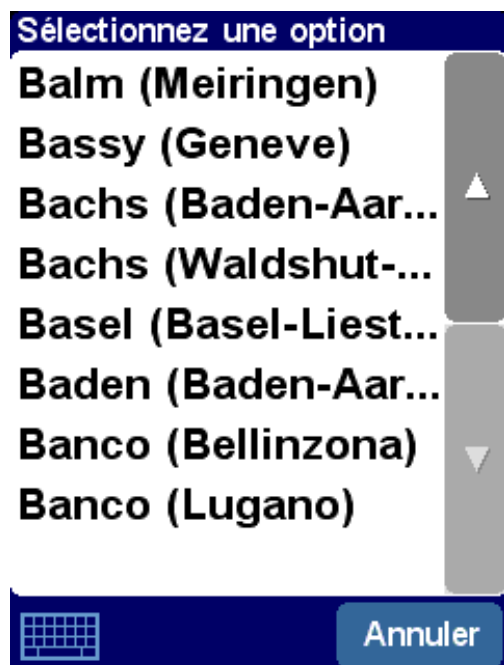 Sélectionnez une option
Balm (Meiringen)
Bassy (Geneve)
Bachs (Baden-Aar...
Bachs (Waldshut-...
Basel (Basel-Liest...
Baden (Baden-Aar...
Banco (Bellinzona)
Banco (Lugano)
Annuler